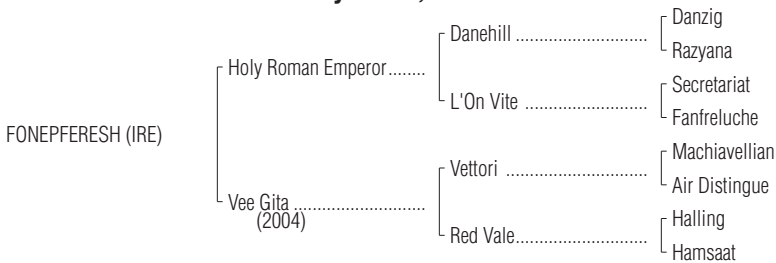 Danzig
Danehill
Razyana
Holy Roman Emperor
Secretariat
L'On Vite
Fanfreluche
FONEPFERESH (IRE)
Machiavellian
Vettori
Air Distingue
Vee Gita
(2004)
Halling
Red Vale
Hamsaat